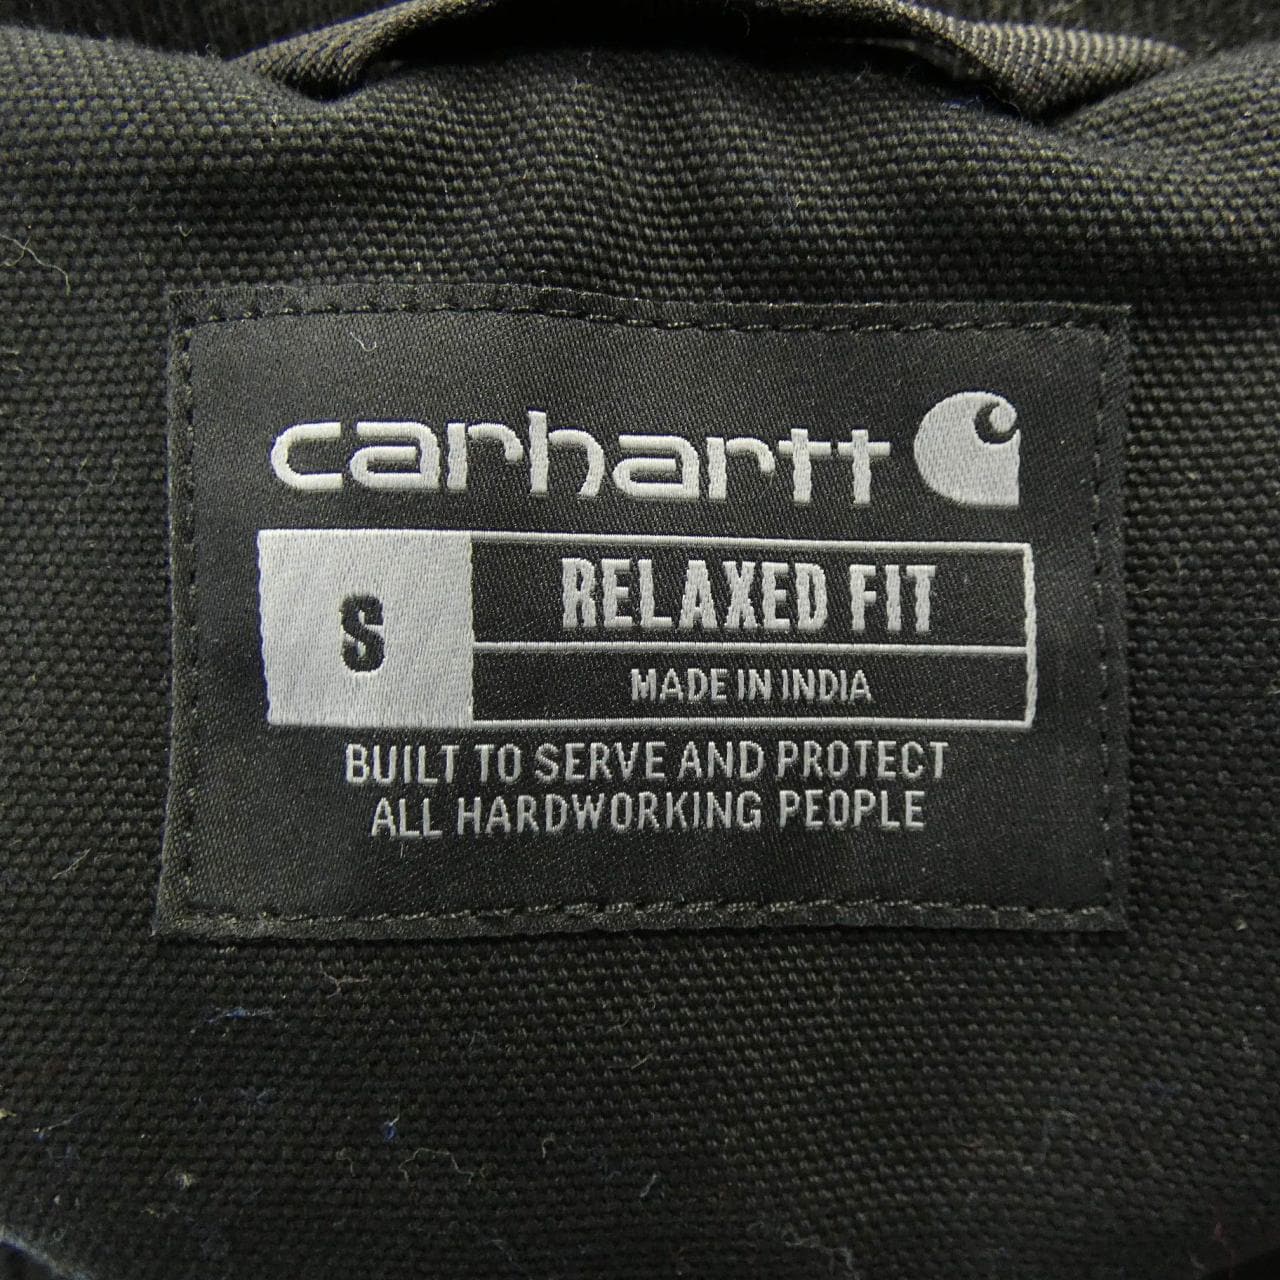 carhartt
S
RELAXED FIT
MADE IN INDIA
BUILT TO SERVE AND PROTECT
ALL HARDWORKING PEOPLE